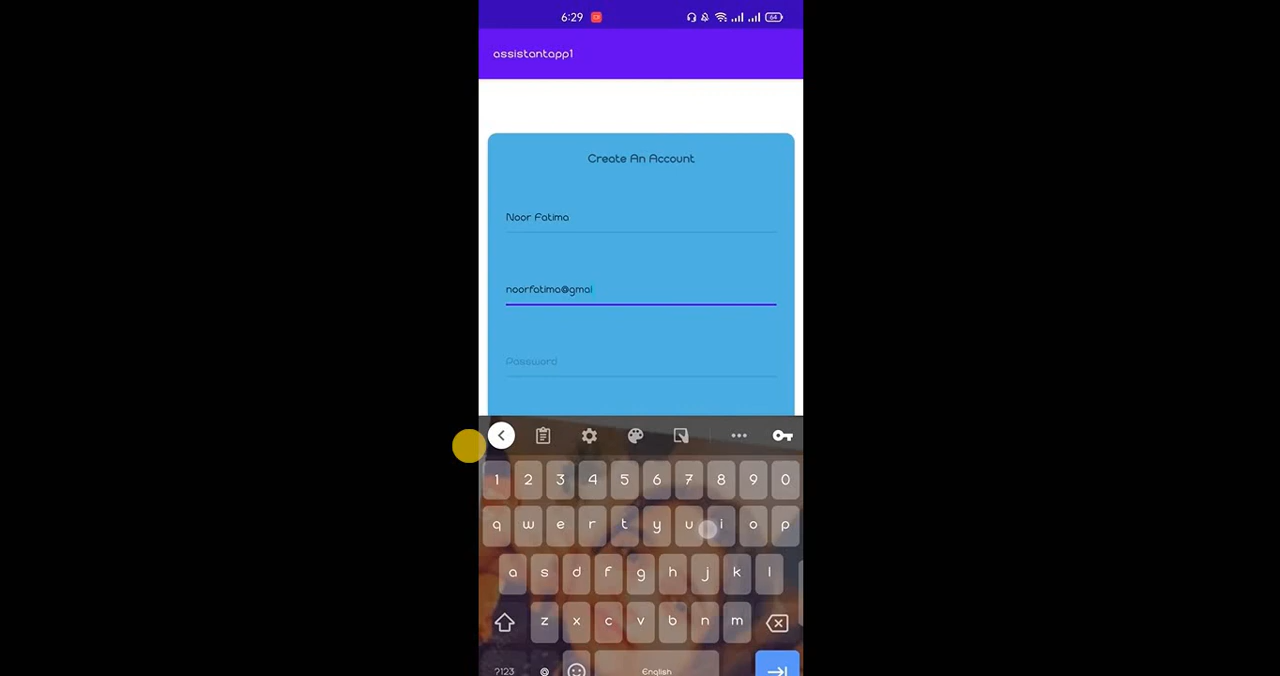 6:29 64
assistantapp1
Create An Account
Noor Fatima
noorfatima@gmai
Password
1 2 3 4 5 6 7 8 9 0
q w e r t y u i o p
a s d f g h j k l
z x c v b n m
?123 @ English